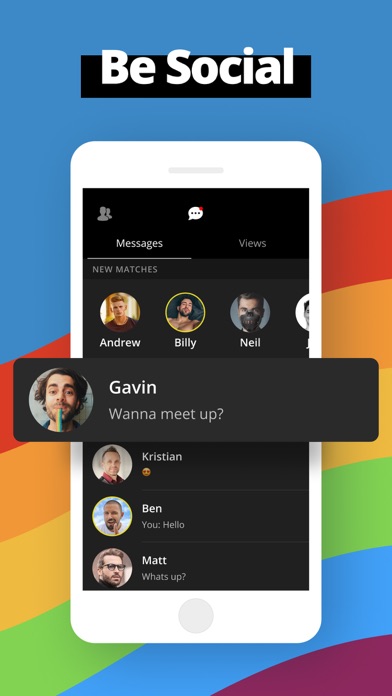 Be Social
Messages Views
NEW MATCHES
Andrew Billy Neil
Gavin
Wanna meet up?
Kristian
😍
Ben
You: Hello
Matt
Whats up?